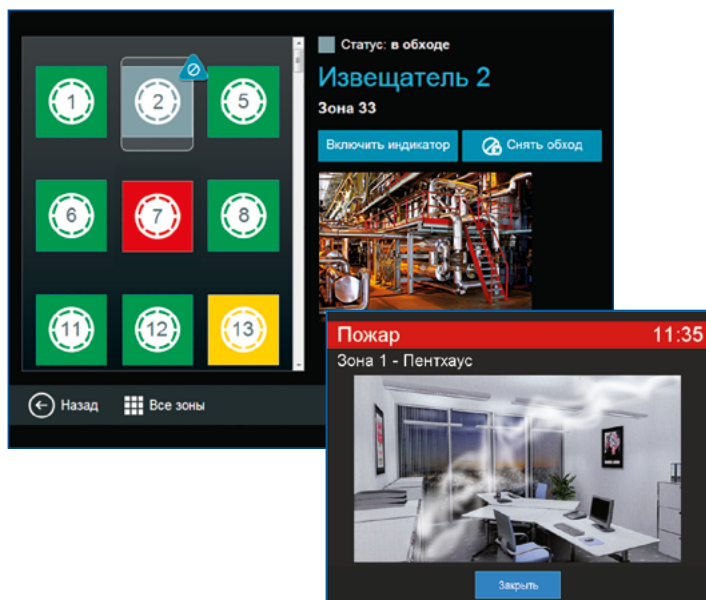 Статус: в обходе
Извещатель 2
Зона 33
Включить индикатор
Снять обход
1
2
5
6
7
8
11
12
13
Назад
Все зоны
Пожар
11:35
Зона 1 - Пентхаус
Закрыть